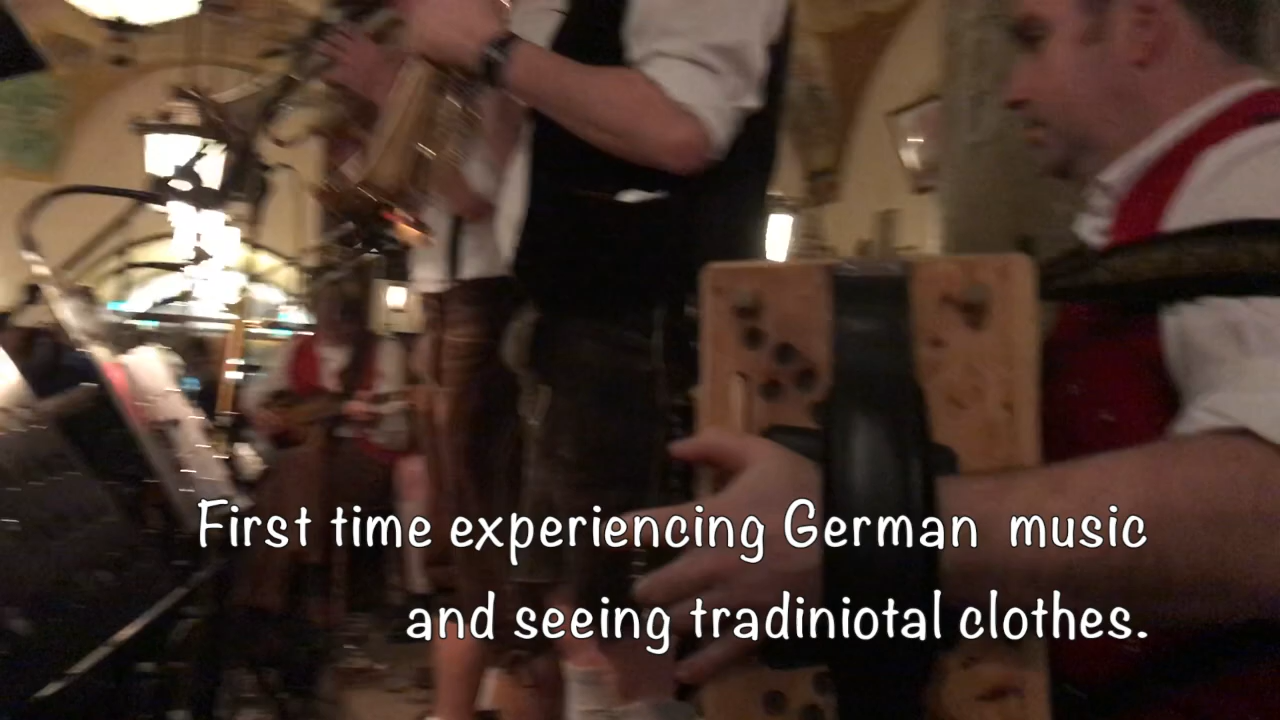 First time experiencing German  music
and seeing tradiniotal clothes.